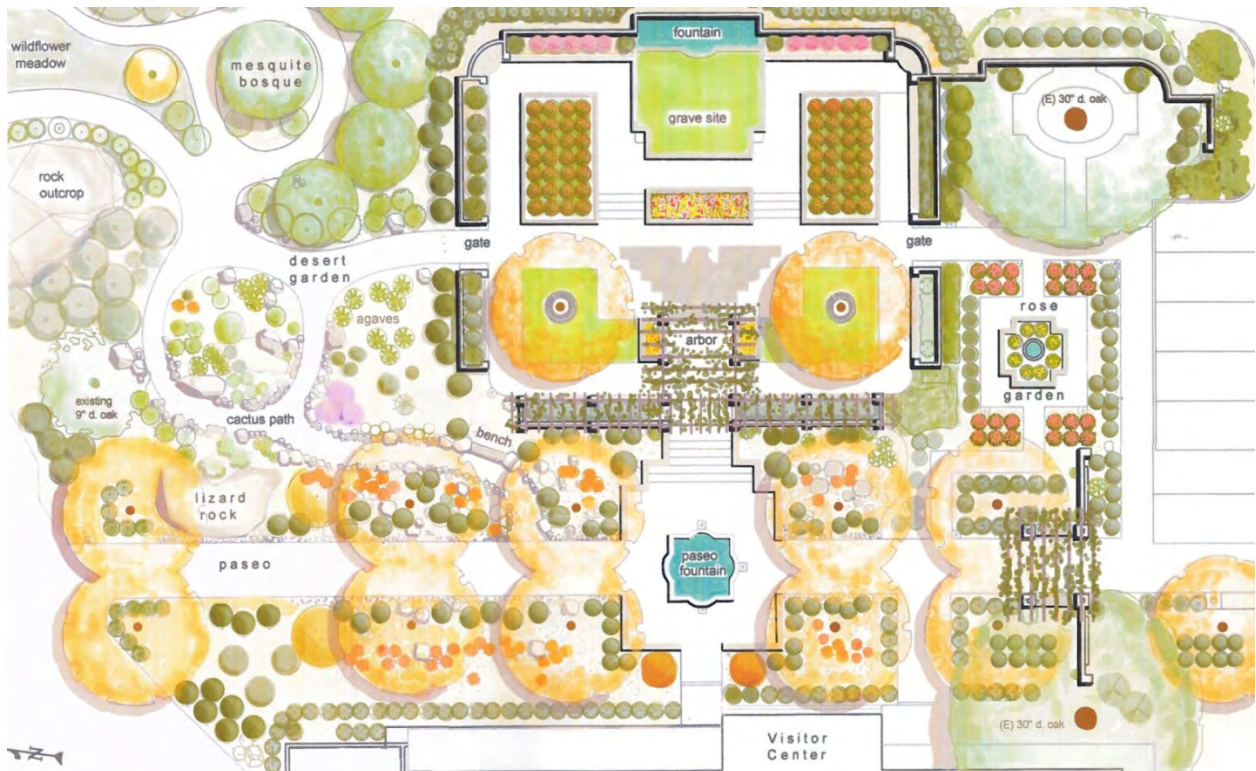 wildflower
meadow
mesquite
bosque
fountain
grave site
(E) 30" d. oak
rock
outcrop
gate
gate
desert
garden
agaves
arbor
rose
garden
existing
9" d. oak
cactus path
bench
lizard
rock
paseo
paseo
fountain
(E) 30" d. oak
Visitor
Center
N